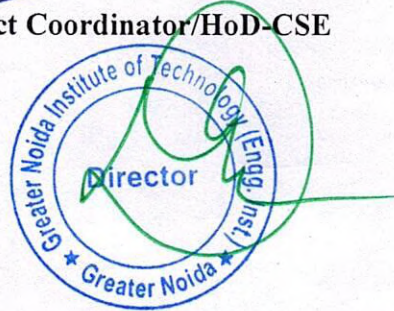 ct Coordinator/HoD-CSE
Greater Noida Institute of Technology (Engg. Inst.)
Director
★ Greater Noida ★